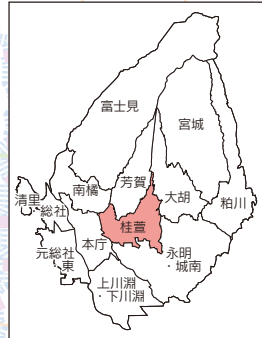 富士見
宮城
芳賀
南橘
大胡
粕川
清里
総社
桂萱
元総社
東
本庁
永明
・城南
上川淵
・下川淵